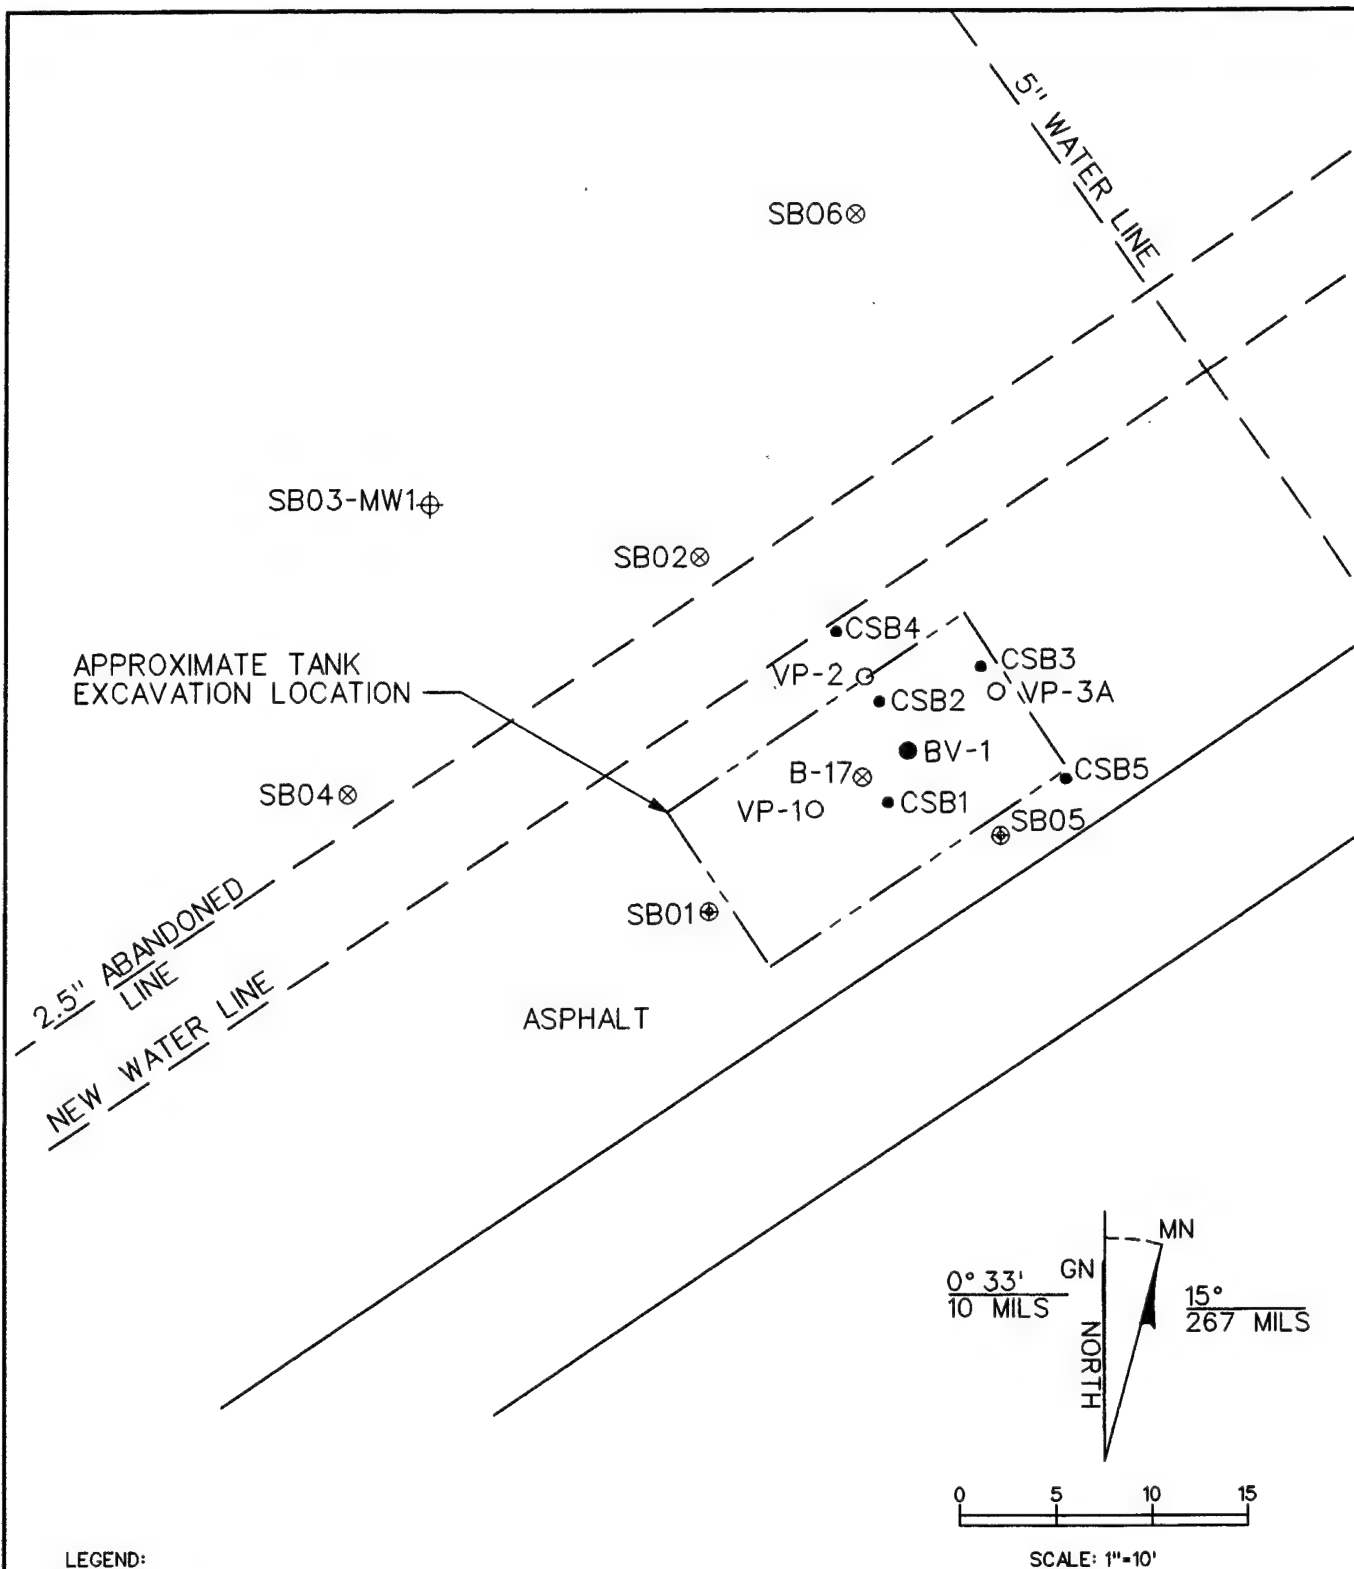 5" WATER LINE
SB06
SB03-MW1
SB02
CSB4
APPROXIMATE TANK
EXCAVATION LOCATION
VP-2
CSB3
CSB2
VP-3A
BV-1
B-17
CSB5
SB04
VP-1
CSB1
SB05
SB01
2.5" ABANDONED
LINE
NEW WATER LINE
ASPHALT
MN
GN
0° 33'
10 MILS
15°
267 MILS
NORTH
0 5 10 15
LEGEND:
SCALE: 1"=10'